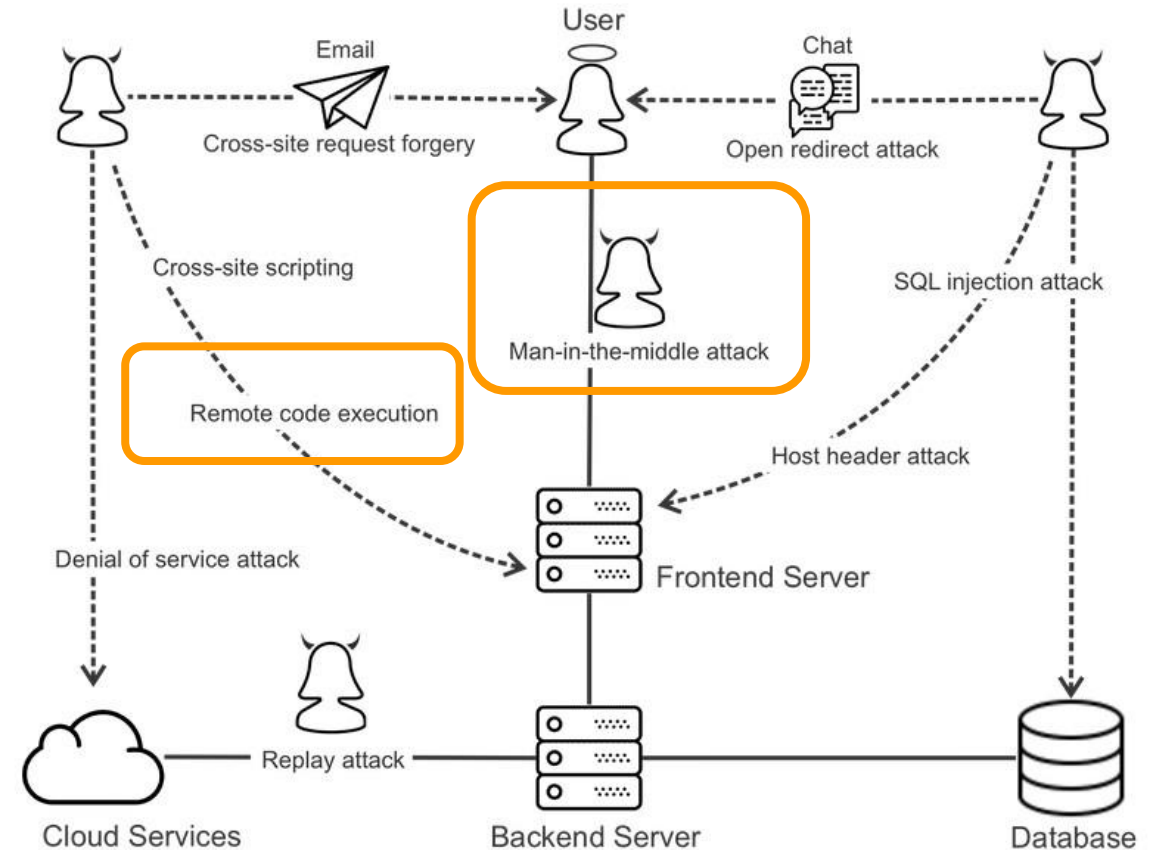 User
Email
Chat
Cross-site request forgery
Open redirect attack
Cross-site scripting
SQL injection attack
Man-in-the-middle attack
Remote code execution
Host header attack
Denial of service attack
Frontend Server
Replay attack
Cloud Services
Backend Server
Database